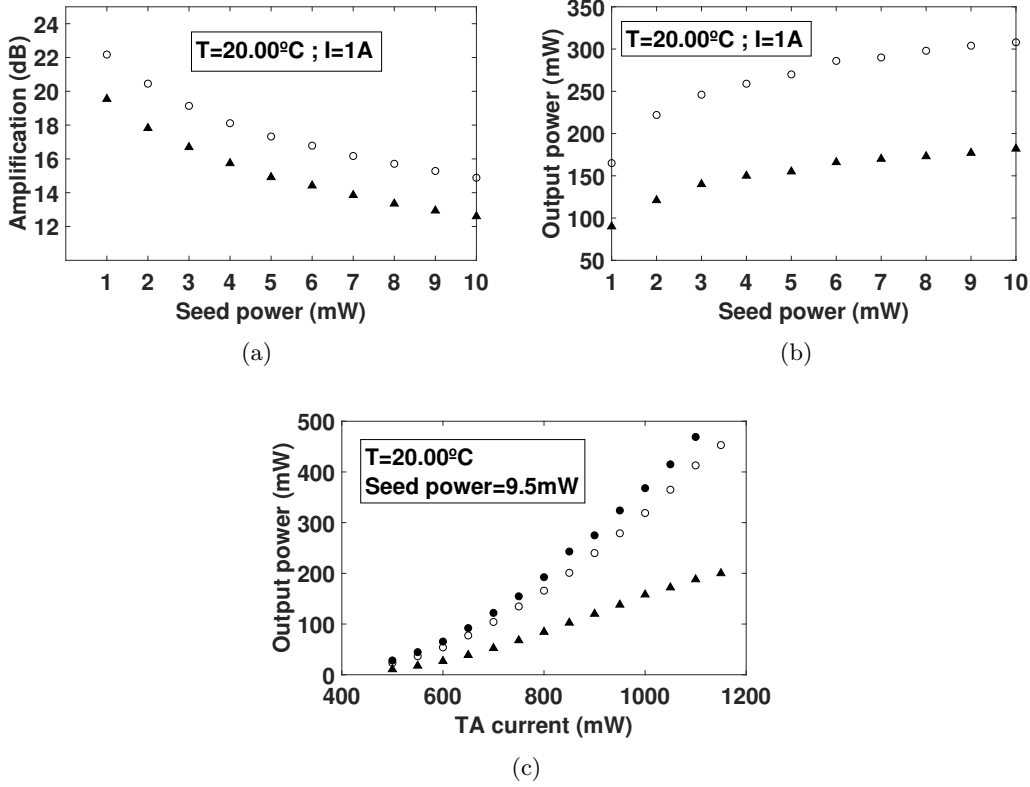 Amplification (dB)
24
22
20
18
16
14
12
T=20.00ºC ; I=1A
1 2 3 4 5 6 7 8 9 10
Seed power (mW)
(a)
Output power (mW)
350
300
250
200
150
100
50
T=20.00ºC ; I=1A
1 2 3 4 5 6 7 8 9 10
Seed power (mW)
(b)
Output power (mW)
500
400
300
200
100
0
T=20.00ºC
Seed power=9.5mW
400 600 800 1000 1200
TA current (mW)
(c)